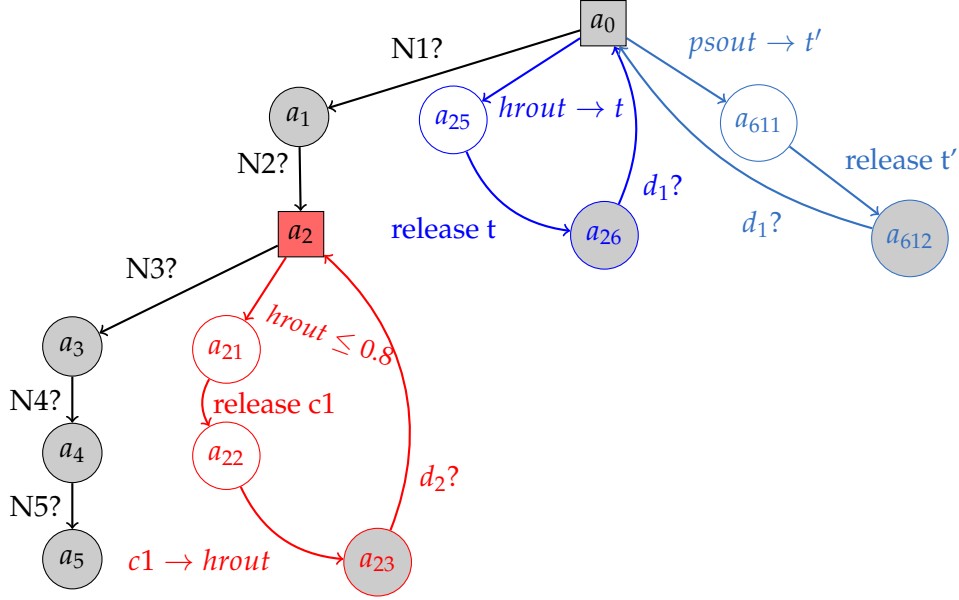 a₀
N1?
psout → t′
a₁
a₂₅
hrout → t
a₆₁₁
N2?
release t′
d₁?
a₂
release t
a₂₆
d₁?
a₆₁₂
N3?
hrout ≤ 0.8
a₃
a₂₁
N4?
release c1
a₄
a₂₂
d₂?
N5?
a₅
c1 → hrout
a₂₃